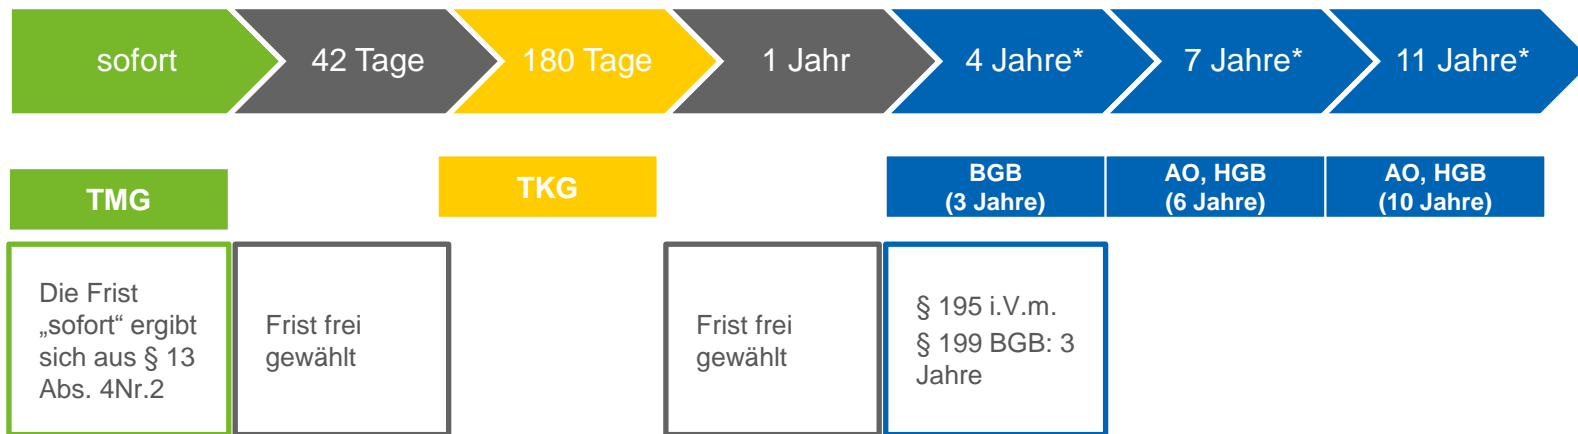 sofort
42 Tage
180 Tage
1 Jahr
4 Jahre*
7 Jahre*
11 Jahre*
TMG
TKG
BGB
(3 Jahre)
AO, HGB
(6 Jahre)
AO, HGB
(10 Jahre)
Die Frist
„sofort“ ergibt
sich aus § 13
Abs. 4Nr.2
Frist frei
gewählt
Frist frei
gewählt
§ 195 i.V.m.
§ 199 BGB: 3
Jahre